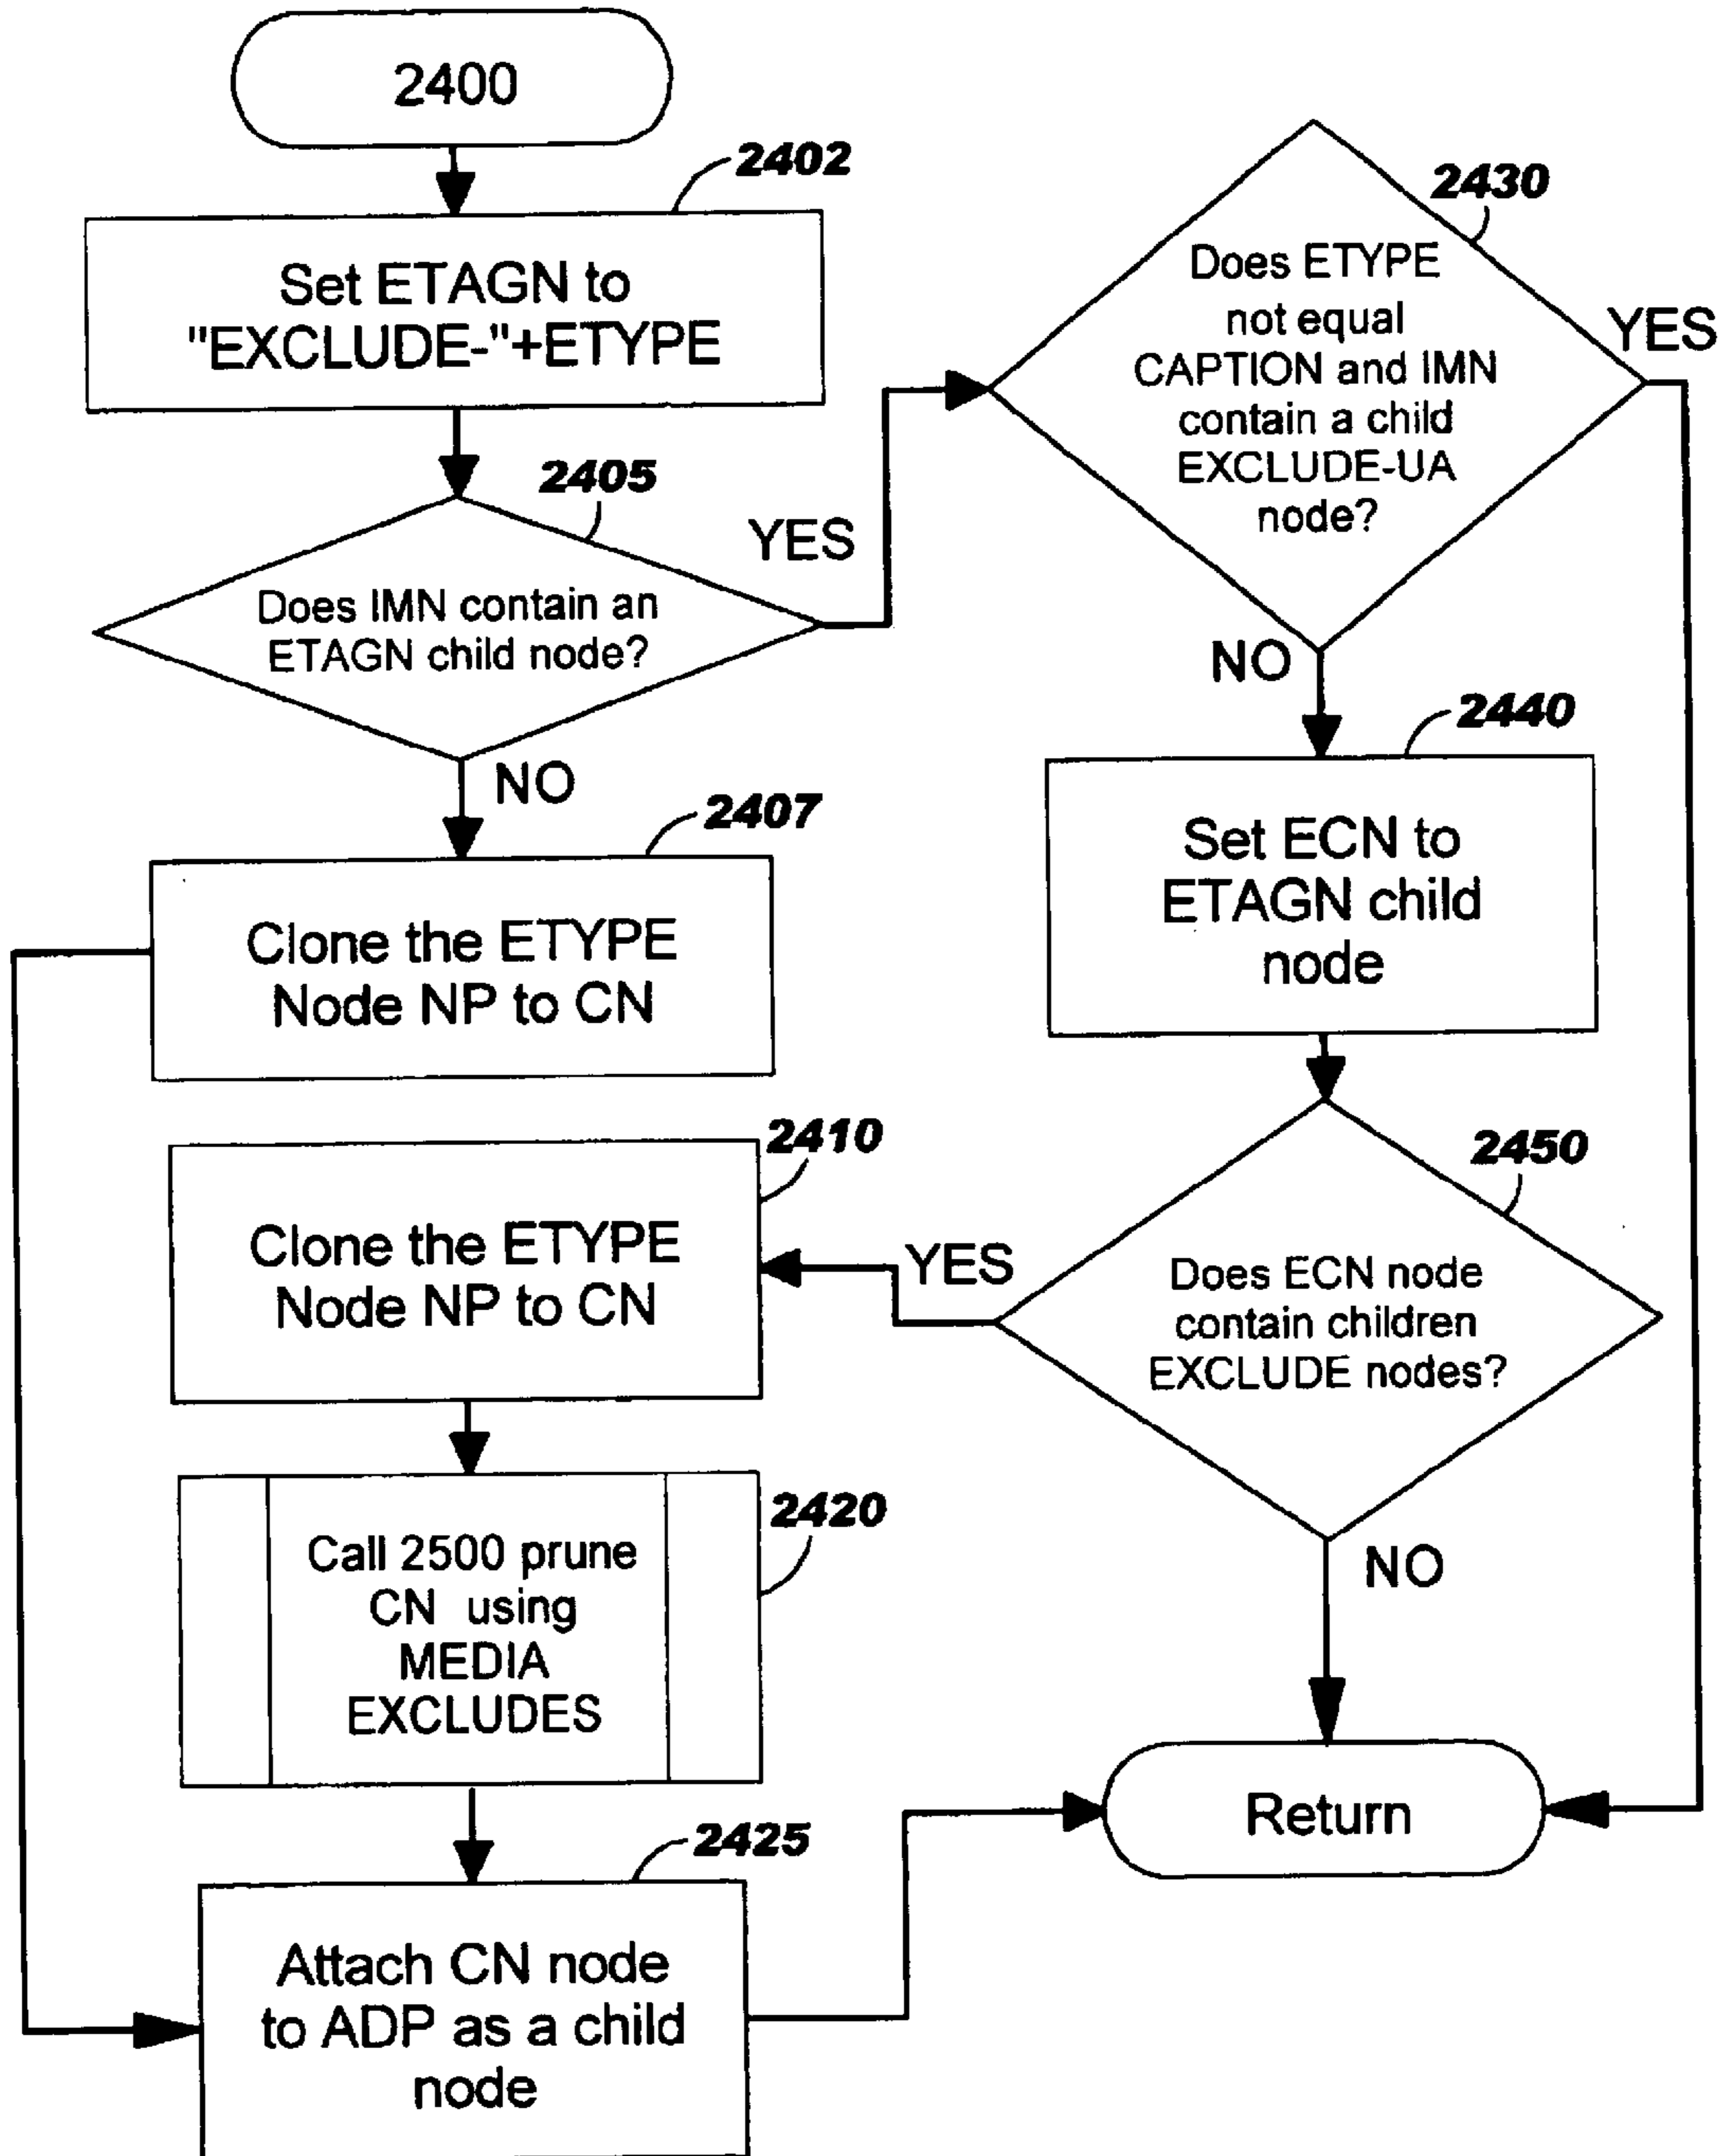 2400
2402
Set ETAGN to
"EXCLUDE-"+ETYPE
2405
YES
Does IMN contain an
ETAGN child node?
NO
2407
Clone the ETYPE
Node NP to CN
2410
Clone the ETYPE
Node NP to CN
2420
Call 2500 prune
CN using
MEDIA
EXCLUDES
2425
Attach CN node
to ADP as a child
node
2430
Does ETYPE
not equal
CAPTION and IMN
contain a child
EXCLUDE-UA
node?
YES
NO
2440
Set ECN to
ETAGN child
node
2450
YES
Does ECN node
contain children
EXCLUDE nodes?
NO
Return